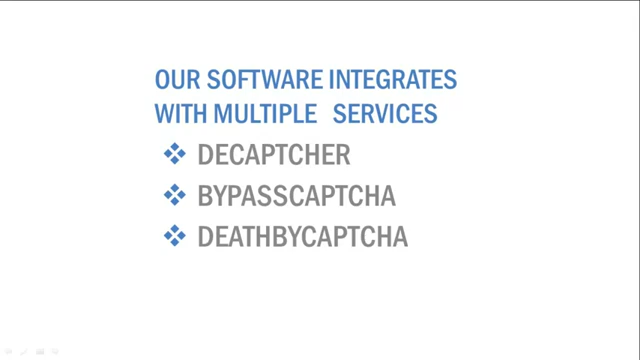 OUR SOFTWARE INTEGRATES
WITH MULTIPLE SERVICES
DECAPTCHER
BYPASSCAPTCHA
DEATHBYCAPTCHA